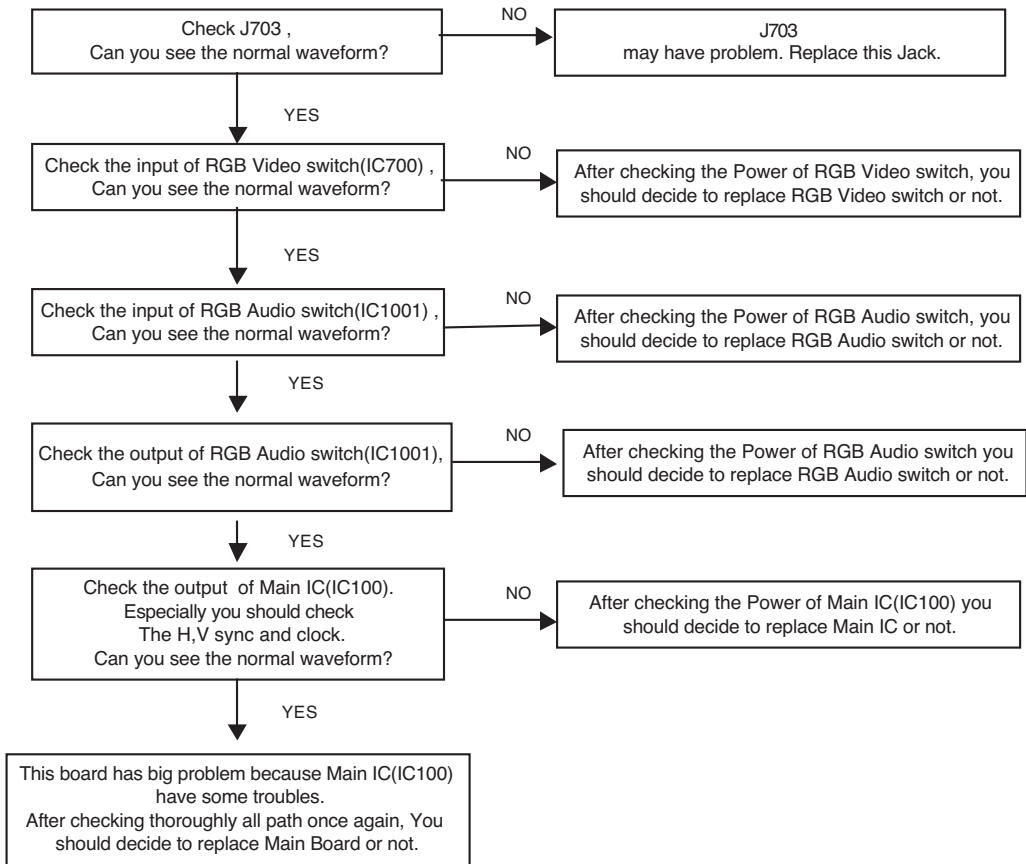 Check J703 ,
Can you see the normal waveform?
NO
J703
may have problem. Replace this Jack.
YES
Check the input of RGB Video switch(IC700) ,
Can you see the normal waveform?
NO
After checking the Power of RGB Video switch, you
should decide to replace RGB Video switch or not.
YES
Check the input of RGB Audio switch(IC1001) ,
Can you see the normal waveform?
NO
After checking the Power of RGB Audio switch, you
should decide to replace RGB Audio switch or not.
YES
Check the output of RGB Audio switch(IC1001),
Can you see the normal waveform?
NO
After checking the Power of RGB Audio switch you
should decide to replace RGB Audio switch or not.
YES
Check the output of Main IC(IC100).
Especially you should check
The H,V sync and clock.
Can you see the normal waveform?
NO
After checking the Power of Main IC(IC100) you
should decide to replace Main IC or not.
YES
This board has big problem because Main IC(IC100)
have some troubles.
After checking thoroughly all path once again, You
should decide to replace Main Board or not.